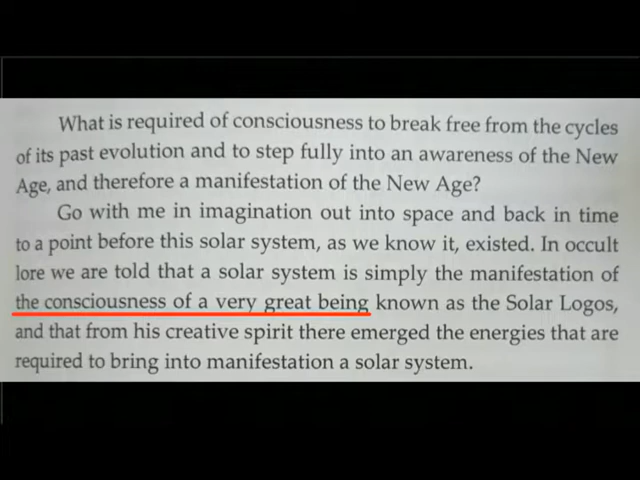 What is required of consciousness to break free from the cycles
of its past evolution and to step fully into an awareness of the New
Age, and therefore a manifestation of the New Age?
Go with me in imagination out into space and back in time
to a point before this solar system, as we know it, existed. In occult
lore we are told that a solar system is simply the manifestation of
the consciousness of a very great being known as the Solar Logos,
and that from his creative spirit there emerged the energies that are
required to bring into manifestation a solar system.